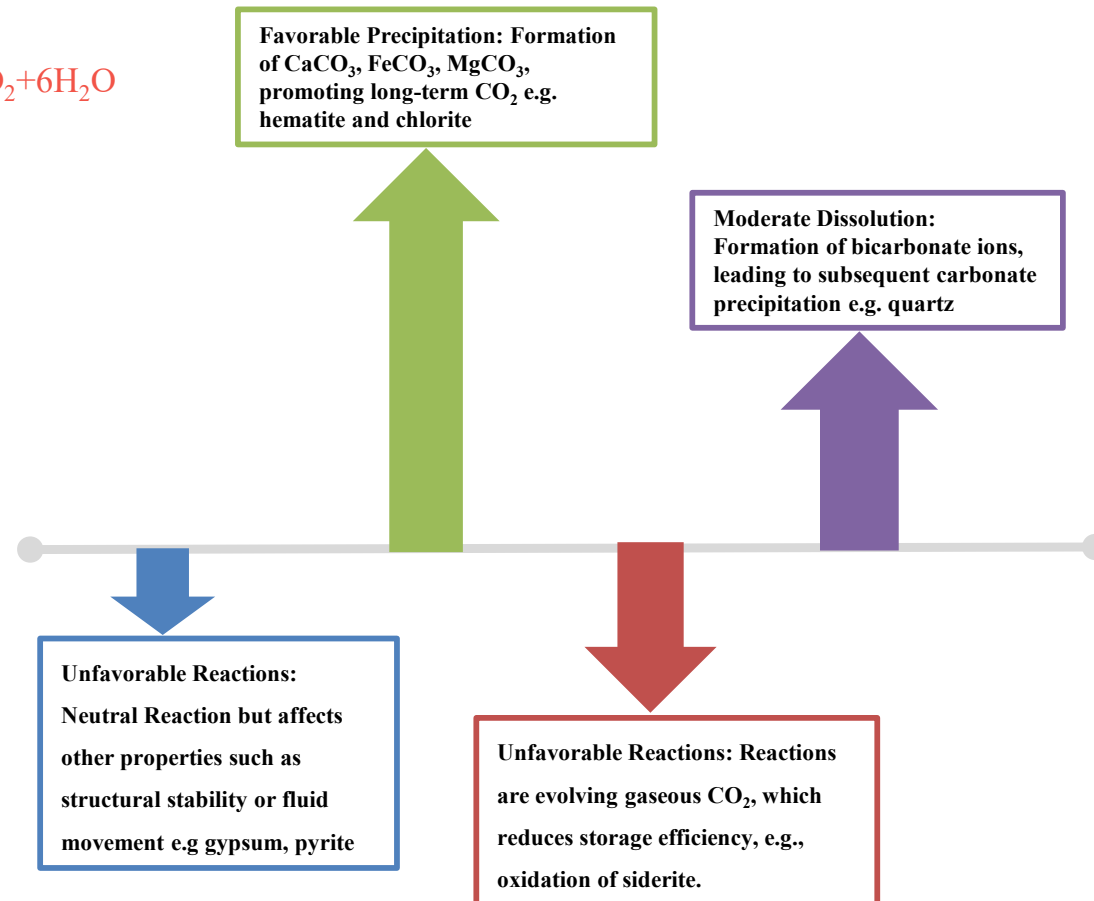 ₂+6H₂O
Favorable Precipitation: Formation
of CaCO₃, FeCO₃, MgCO₃,
promoting long-term CO₂ e.g.
hematite and chlorite
Moderate Dissolution:
Formation of bicarbonate ions,
leading to subsequent carbonate
precipitation e.g. quartz
Unfavorable Reactions:
Neutral Reaction but affects
other properties such as
structural stability or fluid
movement e.g gypsum, pyrite
Unfavorable Reactions: Reactions
are evolving gaseous CO₂, which
reduces storage efficiency, e.g.,
oxidation of siderite.